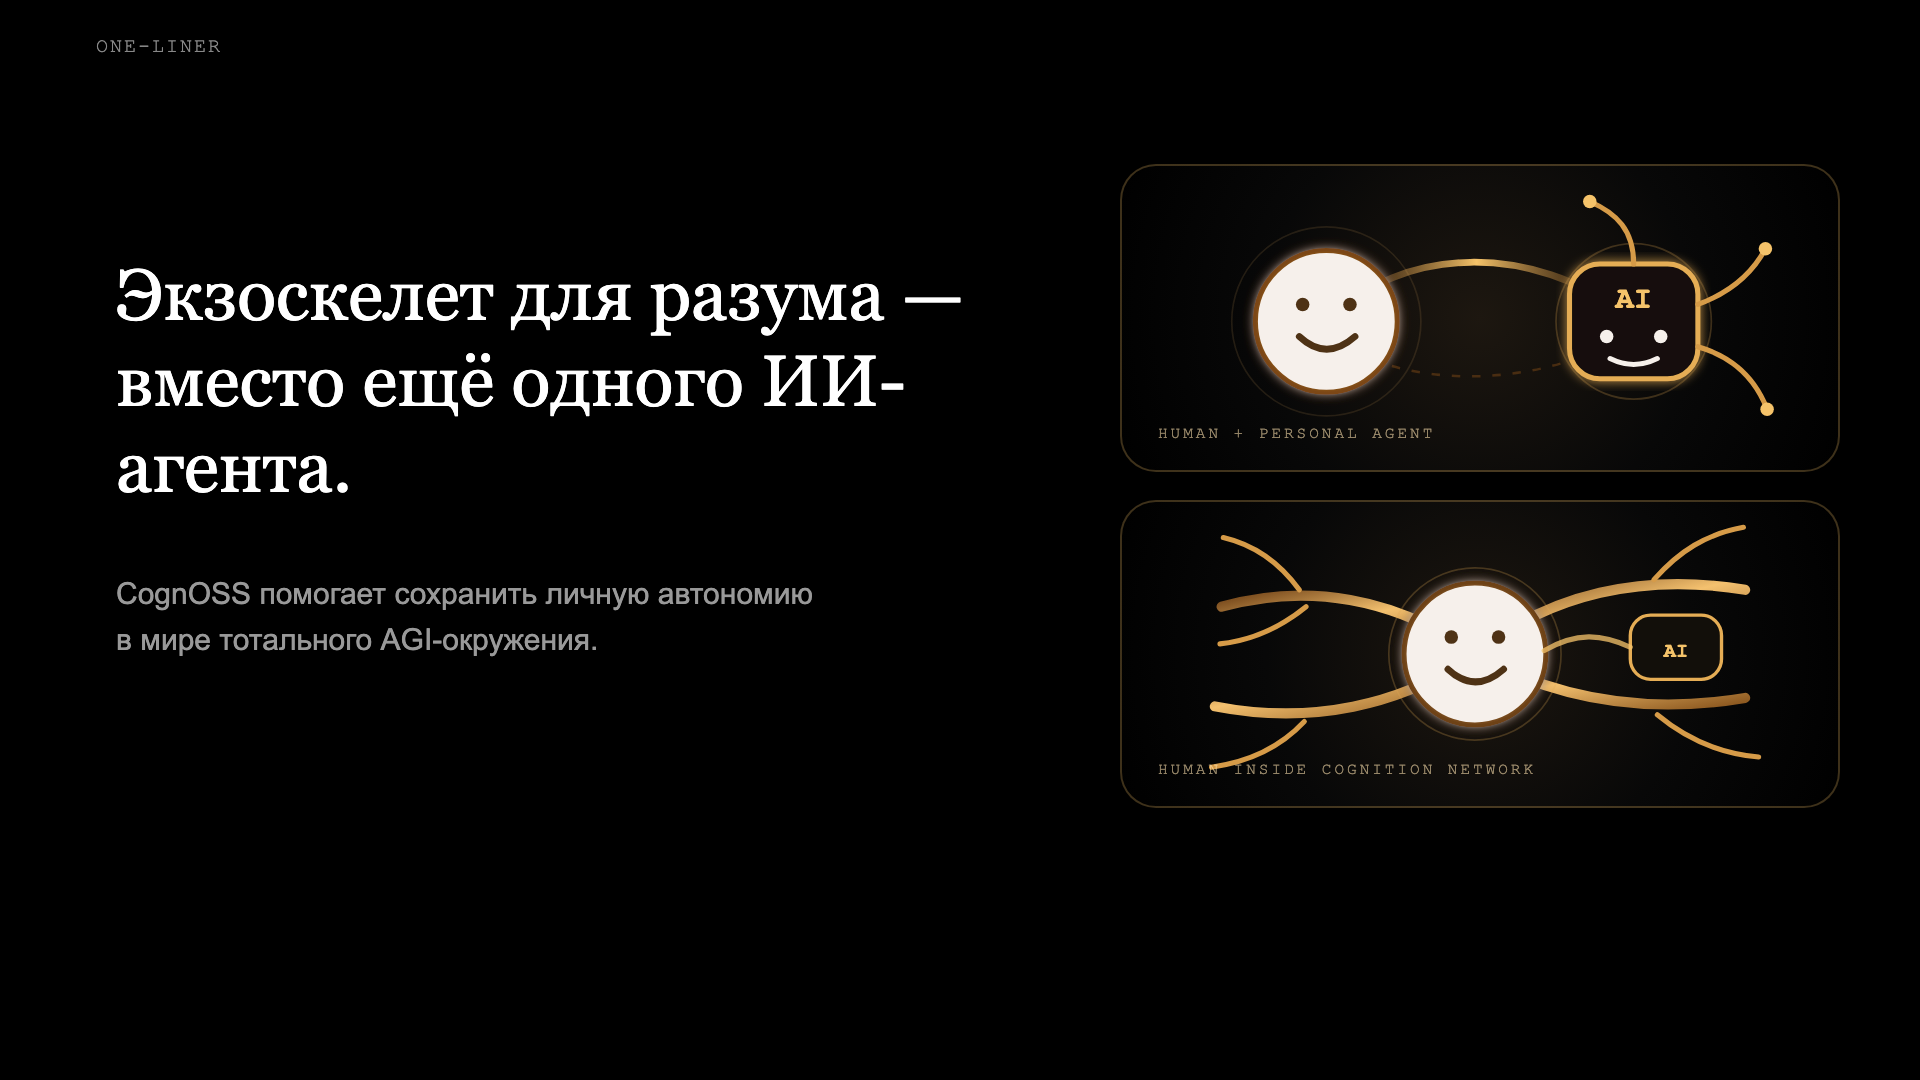 ONE-LINER
Экзоскелет для разума —
вместо ещё одного ИИ-
агента.
CognOSS помогает сохранить личную автономию
в мире тотального AGI-окружения.
AI
HUMAN + PERSONAL AGENT
AI
HUMAN INSIDE COGNITION NETWORK